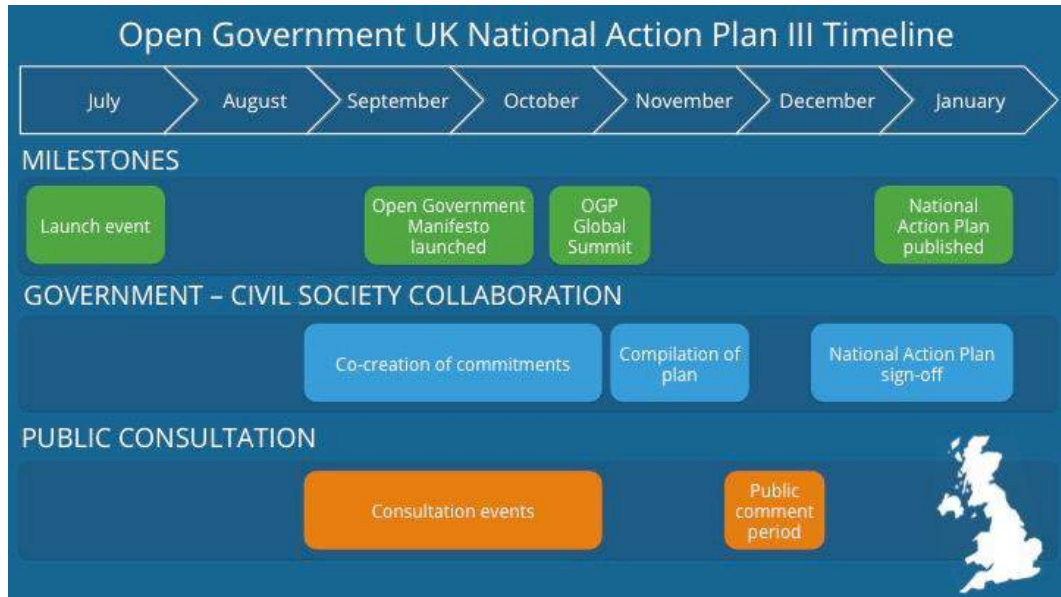 Open Government UK National Action Plan III Timeline
July
August
September
October
November
December
January
MILESTONES
Launch event
Open Government
Manifesto
launched
OGP
Global
Summit
National
Action Plan
published
GOVERNMENT – CIVIL SOCIETY COLLABORATION
Co-creation of commitments
Compilation of
plan
National Action Plan
sign-off
PUBLIC CONSULTATION
Consultation events
Public
comment
period